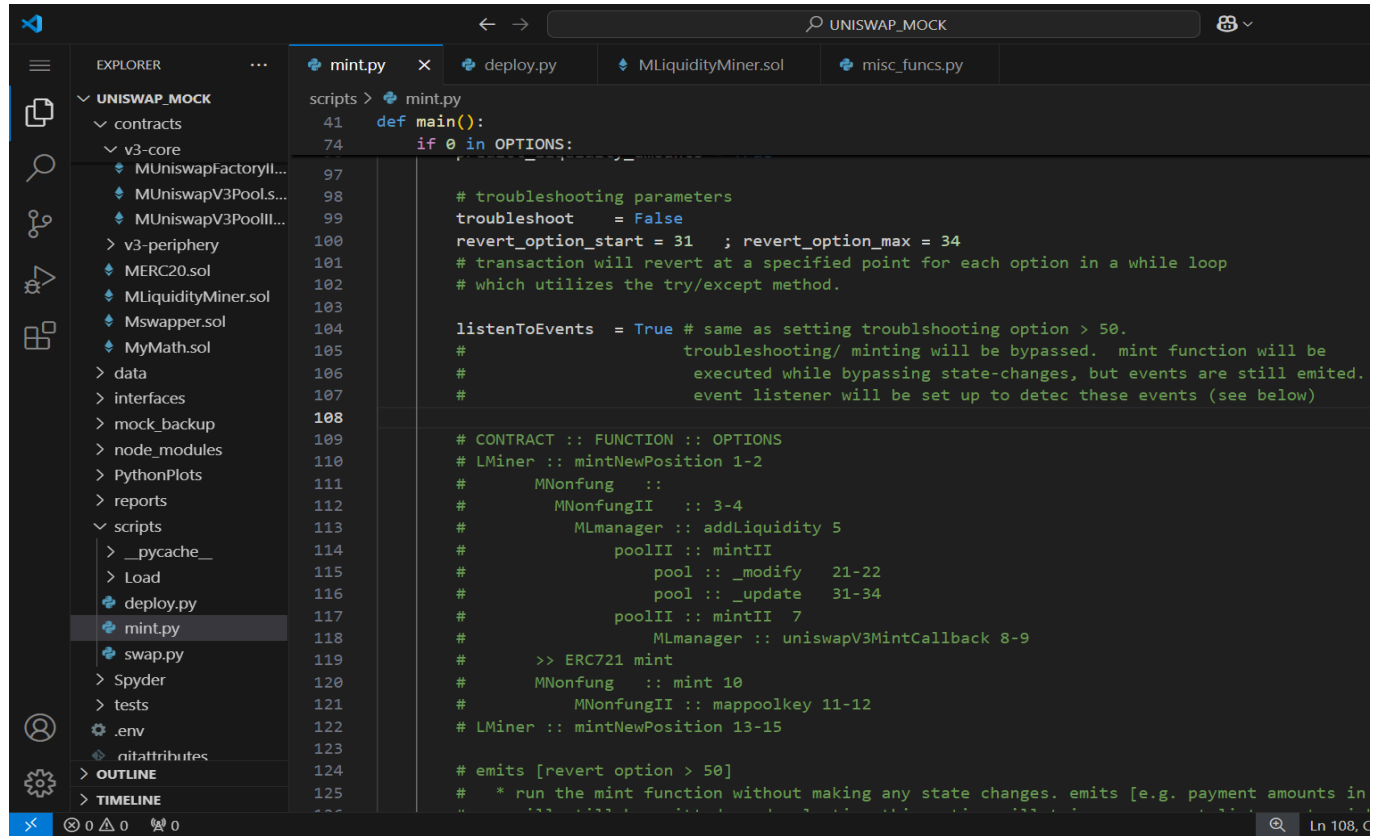 UNISWAP_MOCK
EXPLORER ...
mint.py
deploy.py
MLiquidityMiner.sol
misc_funcs.py
UNISWAP_MOCK
contracts
v3-core
MUniswapFactoryII...
MUniswapV3Pool.s...
MUniswapV3PoolII...
v3-periphery
MERC20.sol
MLiquidityMiner.sol
Mswapper.sol
MyMath.sol
data
interfaces
mock_backup
node_modules
PythonPlots
reports
scripts
__pycache__
Load
deploy.py
mint.py
swap.py
Spyder
tests
.env
.gitattributes
OUTLINE
TIMELINE
scripts > mint.py
41 def main():
74 if 0 in OPTIONS:
97
98 # troubleshooting parameters
99 troubleshoot = False
100 revert_option_start = 31 ; revert_option_max = 34
101 # transaction will revert at a specified point for each option in a while loop
102 # which utilizes the try/except method.
103
104 listenToEvents = True # same as setting troublshooting option > 50.
105 # troubleshooting/ minting will be bypassed. mint function will be
106 # executed while bypassing state-changes, but events are still emited.
107 # event listener will be set up to detec these events (see below)
108
109 # CONTRACT :: FUNCTION :: OPTIONS
110 # LMiner :: mintNewPosition 1-2
111 # MNonfung ::
112 # MNonfungII :: 3-4
113 # MLmanager :: addLiquidity 5
114 # poolII :: mintII
115 # pool :: _modify 21-22
116 # pool :: _update 31-34
117 # poolII :: mintII 7
118 # MLmanager :: uniswapV3MintCallback 8-9
119 # >> ERC721 mint
120 # MNonfung :: mint 10
121 # MNonfungII :: mappoolkey 11-12
122 # LMiner :: mintNewPosition 13-15
123
124 # emits [revert option > 50]
125 # * run the mint function without making any state changes. emits [e.g. payment amounts in
0 0 0
Ln 108,